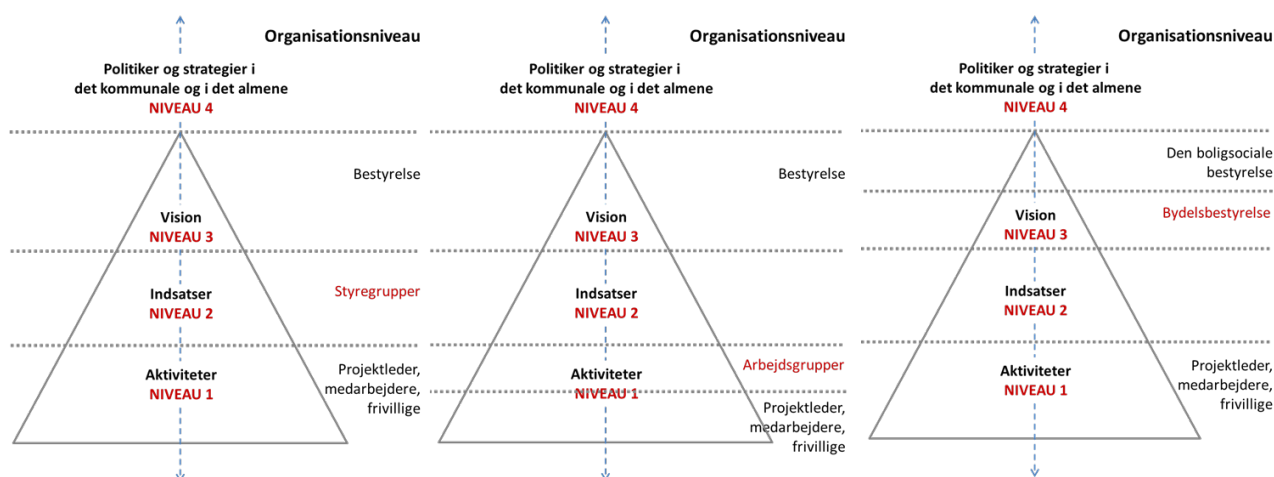 Organisationsniveau
Politiker og strategier i
det kommunale og i det almene
NIVEAU 4
Bestyrelse
Vision
NIVEAU 3
Styregrupper
Indsatser
NIVEAU 2
Projektleder,
medarbejdere,
frivillige
Aktiviteter
NIVEAU 1
Organisationsniveau
Politiker og strategier i
det kommunale og i det almene
NIVEAU 4
Bestyrelse
Vision
NIVEAU 3
Indsatser
NIVEAU 2
Arbejdsgrupper
Aktiviteter
NIVEAU 1
Projektleder,
medarbejdere,
frivillige
Organisationsniveau
Politiker og strategier i
det kommunale og i det almene
NIVEAU 4
Den boligsociale
bestyrelse
Bydelsbestyrelse
Vision
NIVEAU 3
Indsatser
NIVEAU 2
Projektleder,
medarbejdere,
frivillige
Aktiviteter
NIVEAU 1